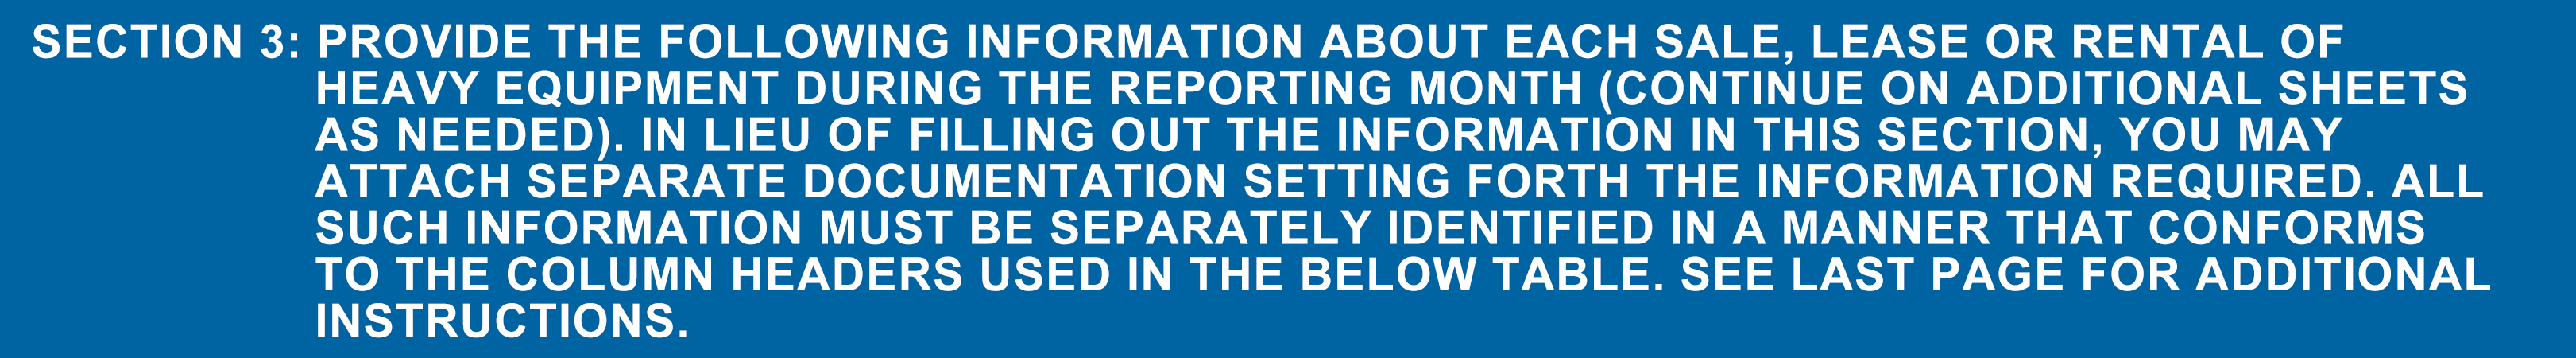 SECTION 3: PROVIDE THE FOLLOWING INFORMATION ABOUT EACH SALE, LEASE OR RENTAL OF
HEAVY EQUIPMENT DURING THE REPORTING MONTH (CONTINUE ON ADDITIONAL SHEETS
AS NEEDED). IN LIEU OF FILLING OUT THE INFORMATION IN THIS SECTION, YOU MAY
ATTACH SEPARATE DOCUMENTATION SETTING FORTH THE INFORMATION REQUIRED. ALL
SUCH INFORMATION MUST BE SEPARATELY IDENTIFIED IN A MANNER THAT CONFORMS
TO THE COLUMN HEADERS USED IN THE BELOW TABLE. SEE LAST PAGE FOR ADDITIONAL
INSTRUCTIONS.